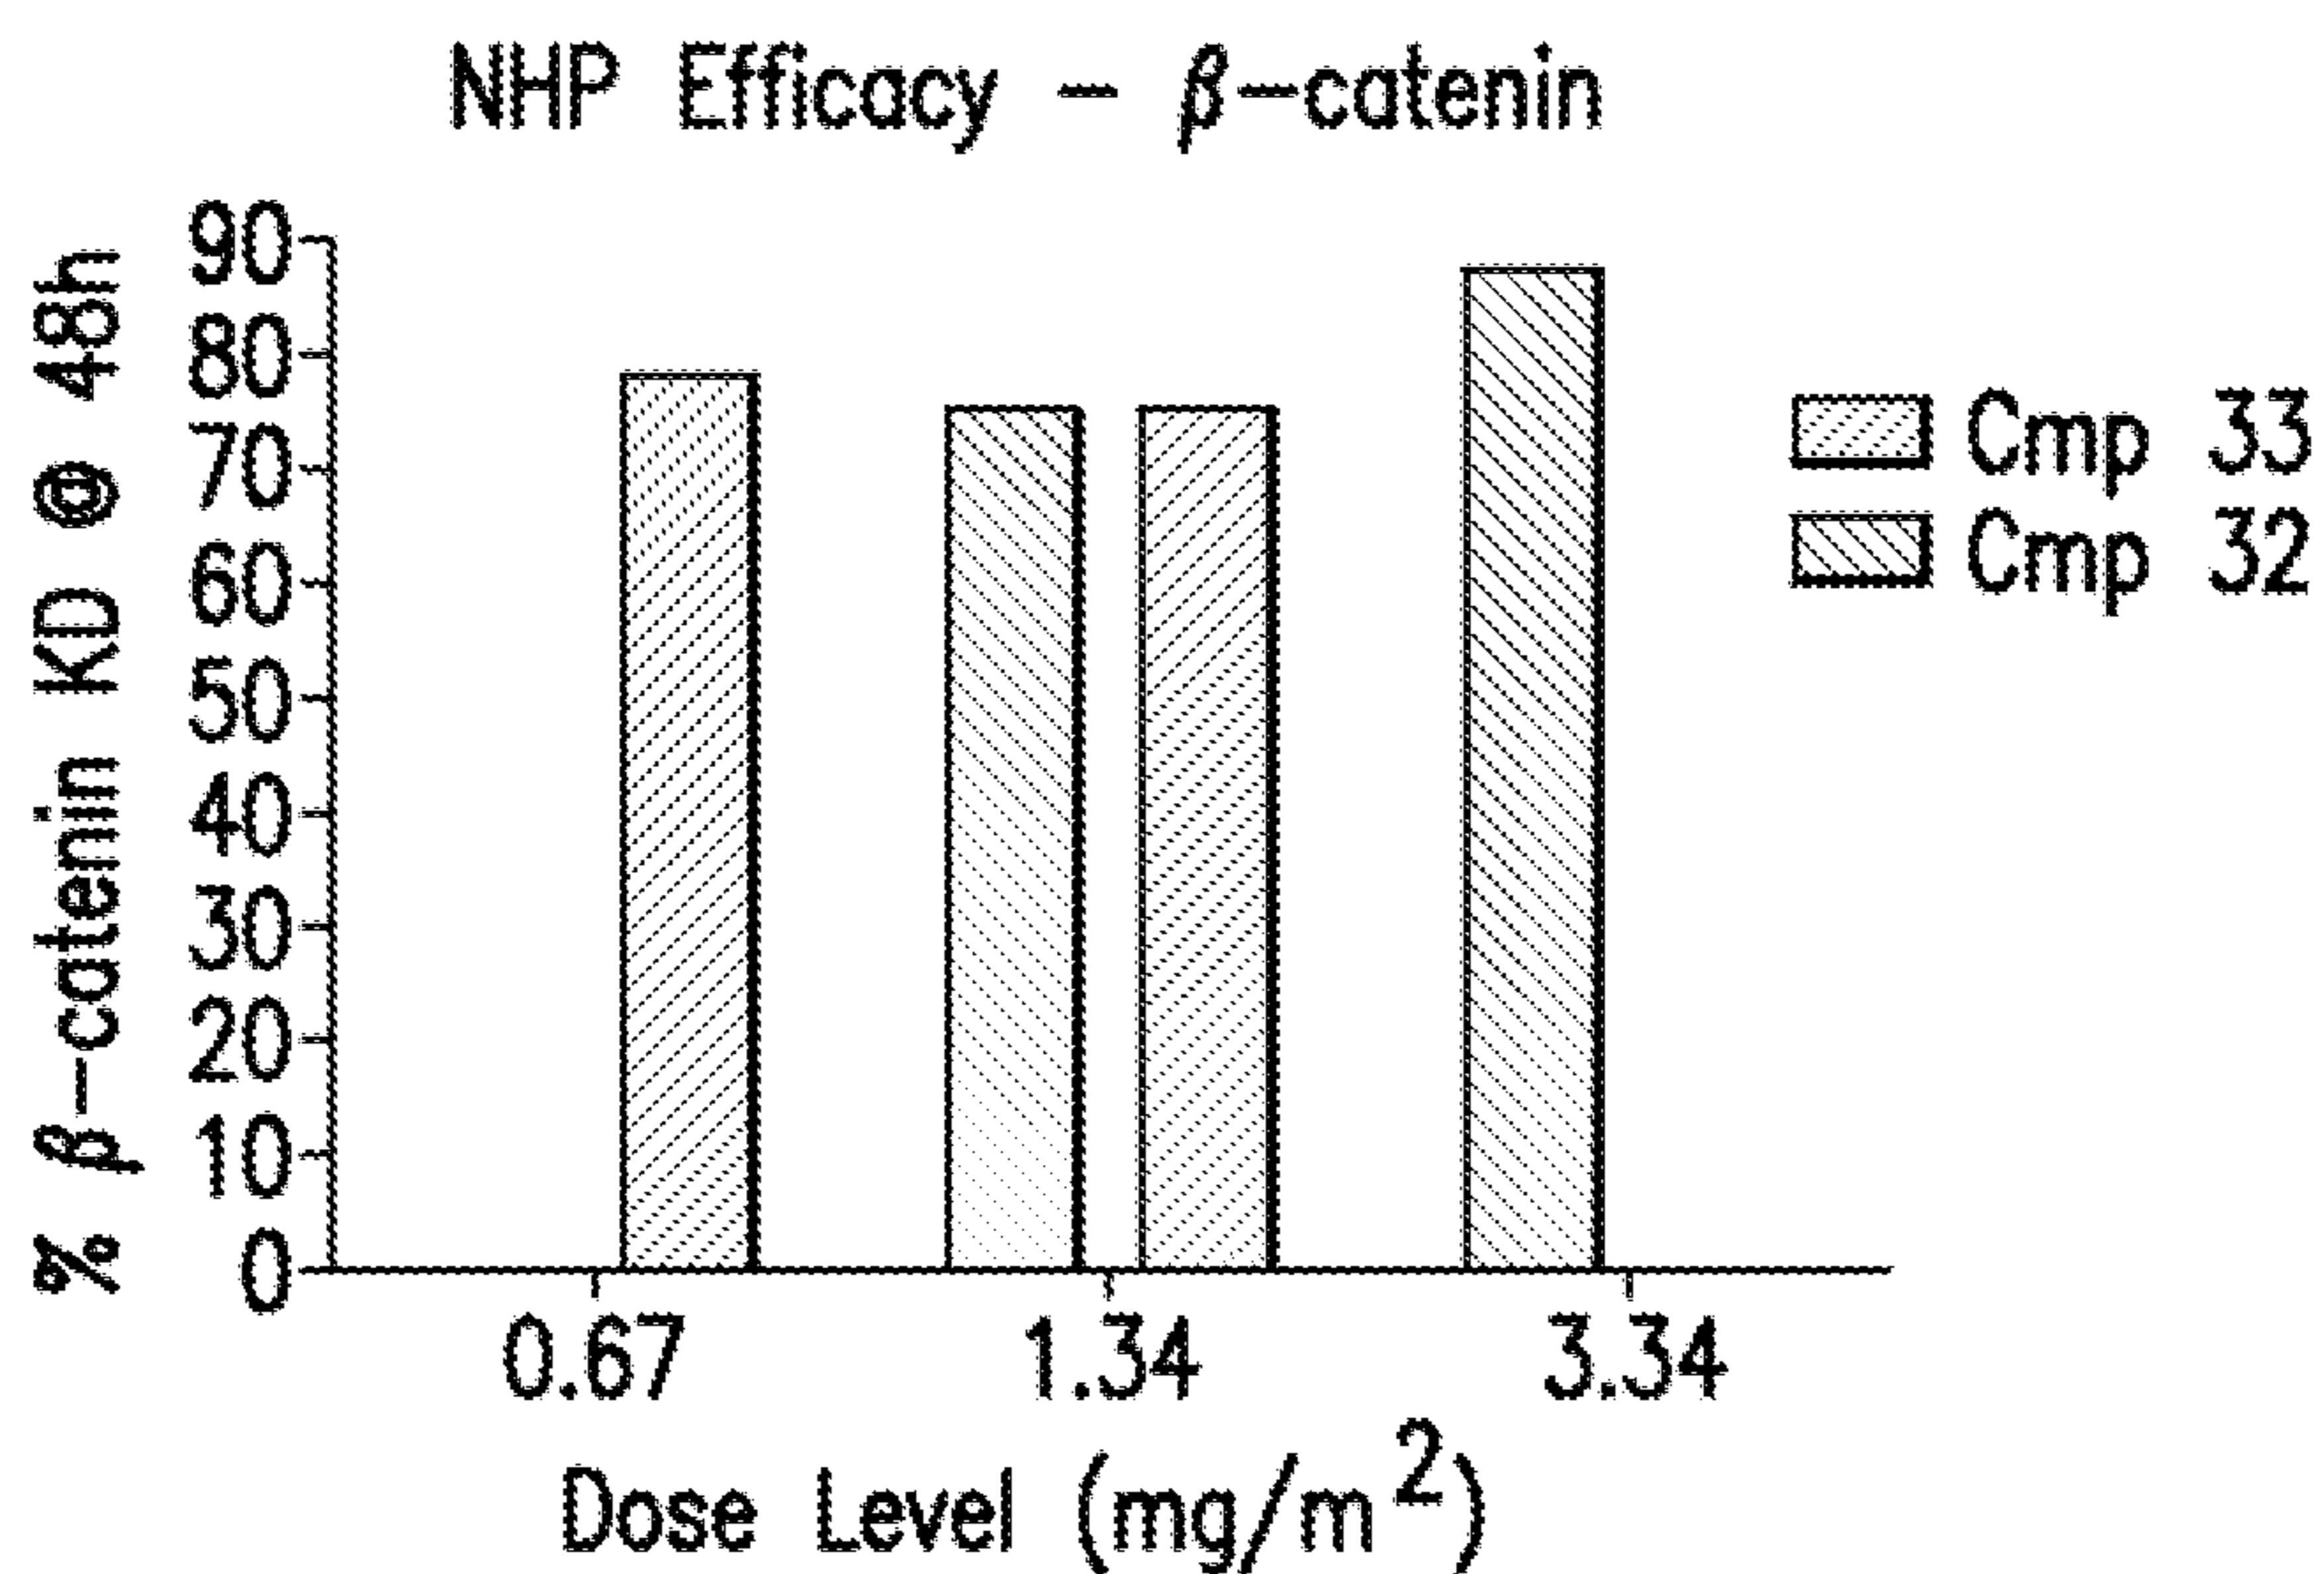 NHP Efficacy - β-catenin
% β-catenin KD @ 48h
90
80
70
60
50
40
30
20
10
0
0.67 1.34 3.34
Dose Level (mg/m²)
Cmp 33
Cmp 32